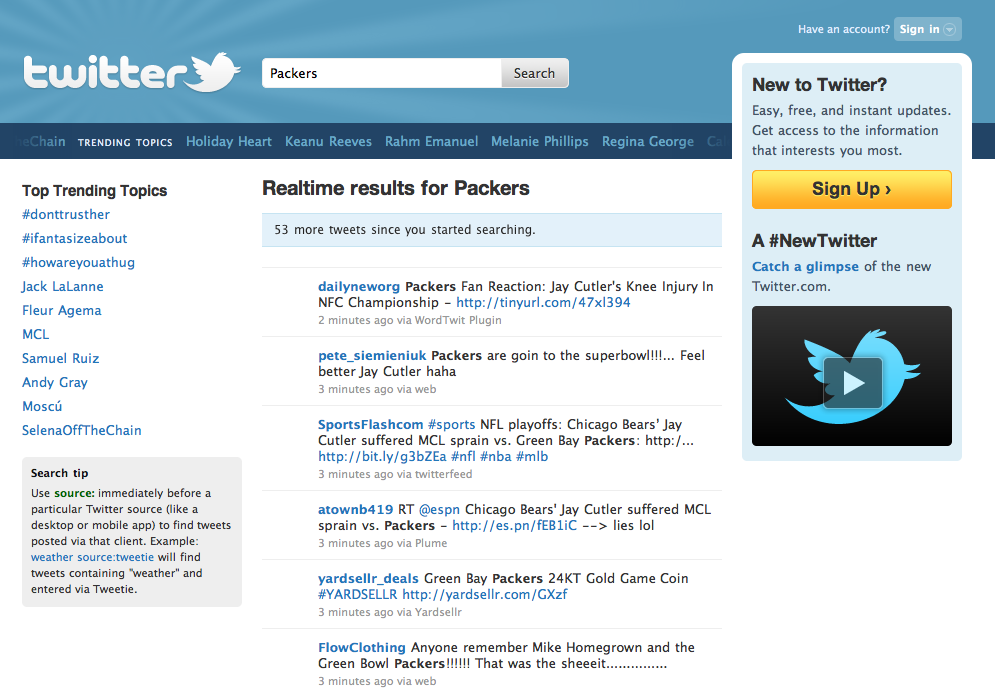 Have an account? Sign in
twitter
Packers Search
eChain TRENDING TOPICS Holiday Heart Keanu Reeves Rahm Emanuel Melanie Phillips Regina George Ca
Top Trending Topics
#donttrusther
#ifantasizeabout
#howareyouathug
Jack LaLanne
Fleur Agema
MCL
Samuel Ruiz
Andy Gray
Moscú
SelenaOffTheChain
Search tip
Use source: immediately before a
particular Twitter source (like a
desktop or mobile app) to find tweets
posted via that client. Example:
weather source:tweetie will find
tweets containing "weather" and
entered via Tweetie.
Realtime results for Packers
53 more tweets since you started searching.
dailyneworg Packers Fan Reaction: Jay Cutler's Knee Injury In
NFC Championship - http://tinyurl.com/47xl394
2 minutes ago via WordTwit Plugin
pete_siemieniuk Packers are goin to the superbowl!!!... Feel
better Jay Cutler haha
3 minutes ago via web
SportsFlashcom #sports NFL playoffs: Chicago Bears' Jay
Cutler suffered MCL sprain vs. Green Bay Packers: http:/...
http://bit.ly/g3bZEa #nfl #nba #mlb
3 minutes ago via twitterfeed
atownb419 RT @espn Chicago Bears' Jay Cutler suffered MCL
sprain vs. Packers - http://es.pn/fEB1iC --> lies lol
3 minutes ago via Plume
yardsellr_deals Green Bay Packers 24KT Gold Game Coin
#YARDSELLR http://yardsellr.com/GXzf
3 minutes ago via Yardsellr
FlowClothing Anyone remember Mike Homegrown and the
Green Bowl Packers!!!!!! That was the sheeeit...............
3 minutes ago via web
New to Twitter?
Easy, free, and instant updates.
Get access to the information
that interests you most.
Sign Up ›
A #NewTwitter
Catch a glimpse of the new
Twitter.com.